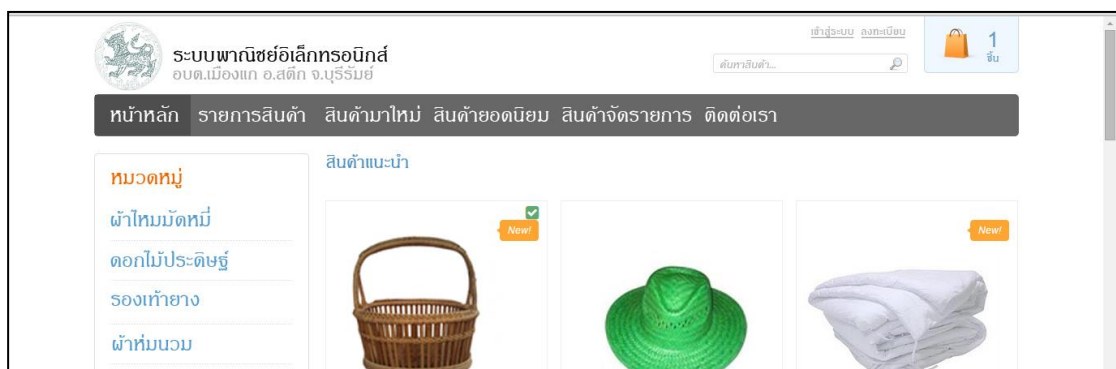 เข้าสู่ระบบ ลงทะเบียน
1
ชิ้น
ระบบพาณิชย์อิเล็กทรอนิกส์
อบต.เมืองแก อ.สตึก จ.บุรีรัมย์
ค้นหาสินค้า...
หน้าหลัก รายการสินค้า สินค้ามาใหม่ สินค้ายอดนิยม สินค้าจัดรายการ ติดต่อเรา
หมวดหมู่
ผ้าไหมมัดหมี่
ดอกไม้ประดิษฐ์
รองเท้ายาง
ผ้าห่มนวม
สินค้าแนะนำ
New!
New!